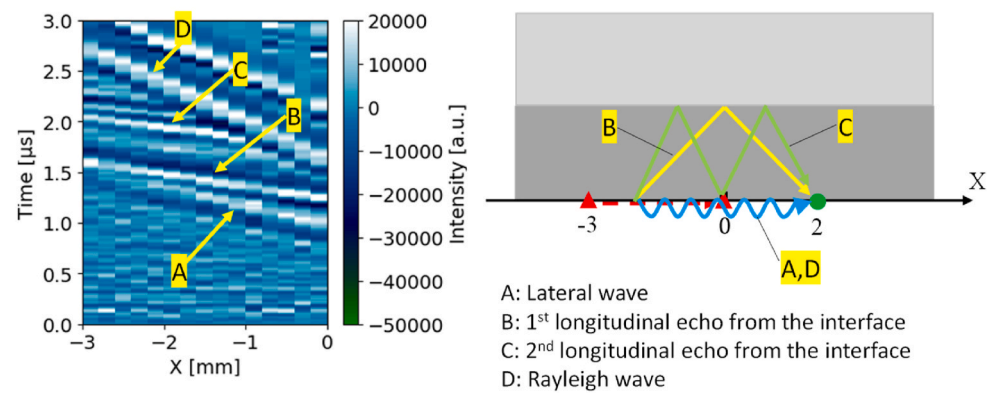 3.0
2.5
2.0
1.5
1.0
0.5
0.0
Time [µs]
−3
−2
−1
0
X [mm]
D
C
B
A
20000
10000
0
−10000
−20000
−30000
−40000
−50000
Intensity [a.u.]
B
C
X
-3
0
2
A,D
A: Lateral wave
B: 1st longitudinal echo from the interface
C: 2nd longitudinal echo from the interface
D: Rayleigh wave